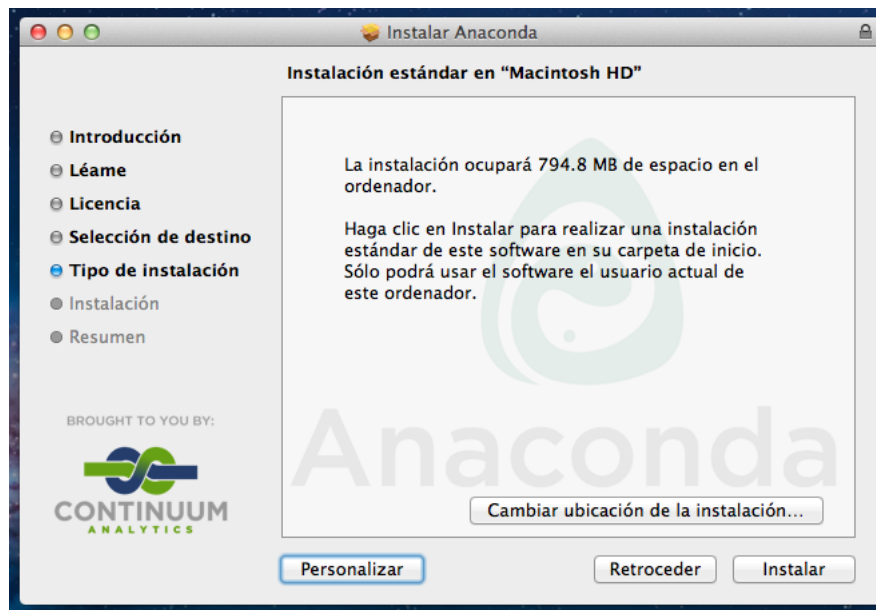 Instalar Anaconda
Instalación estándar en “Macintosh HD”
Introducción
Léame
Licencia
Selección de destino
Tipo de instalación
Instalación
Resumen
BROUGHT TO YOU BY:
CONTINUUM
ANALYTICS
La instalación ocupará 794.8 MB de espacio en el
ordenador.
Haga clic en Instalar para realizar una instalación
estándar de este software en su carpeta de inicio.
Sólo podrá usar el software el usuario actual de
este ordenador.
Anaconda
Cambiar ubicación de la instalación...
Personalizar
Retroceder
Instalar